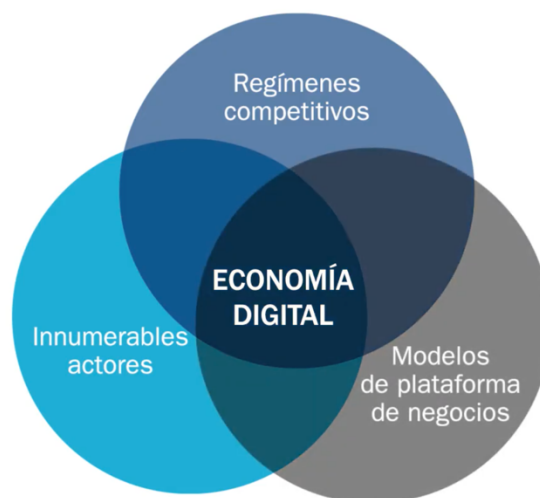 Regímenes
competitivos
ECONOMÍA
DIGITAL
Innumerables
actores
Modelos
de plataforma
de negocios